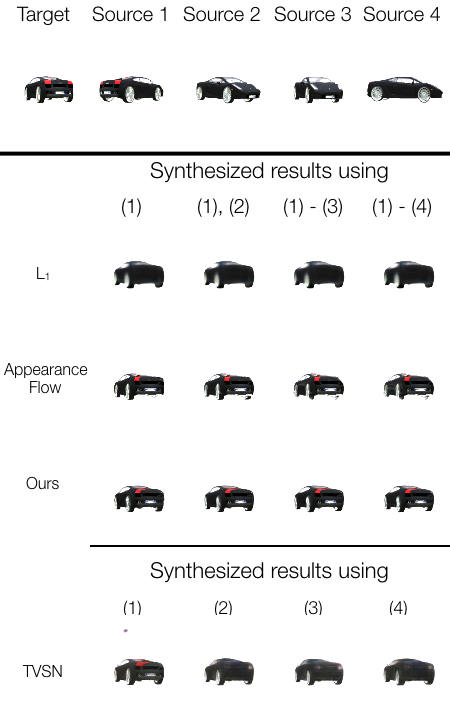 Target Source 1 Source 2 Source 3 Source 4
Synthesized results using
(1) (1), (2) (1) - (3) (1) - (4)
L₁
Appearance
Flow
Ours
Synthesized results using
(1) (2) (3) (4)
TVSN